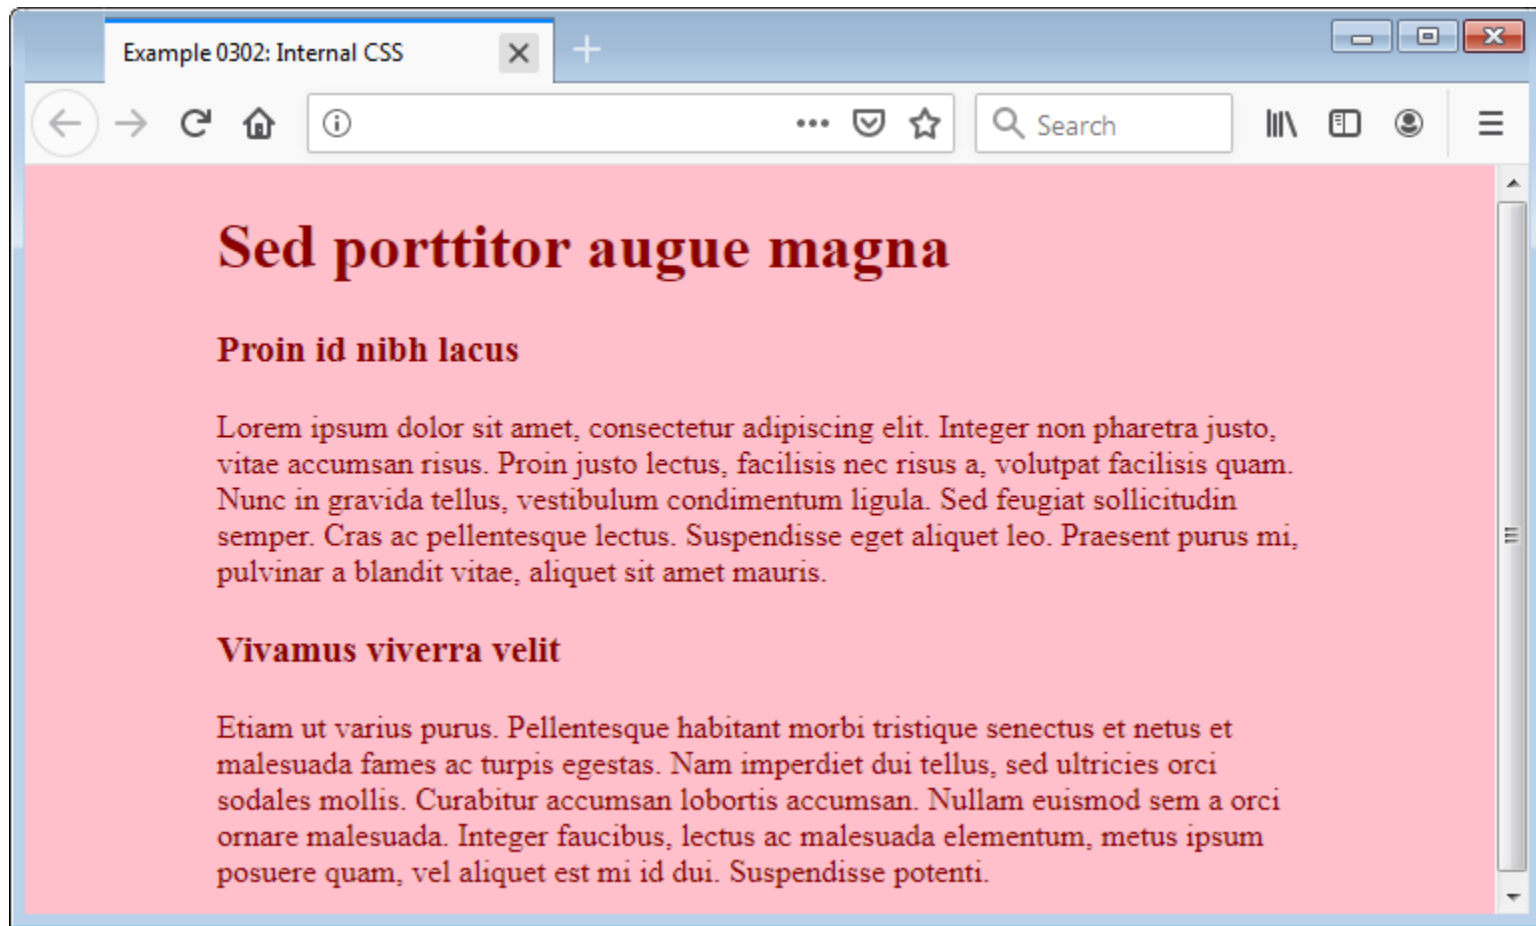 Example 0302: Internal CSS
Search
Sed porttitor augue magna
Proin id nibh lacus
Lorem ipsum dolor sit amet, consectetur adipiscing elit. Integer non pharetra justo,
vitae accumsan risus. Proin justo lectus, facilisis nec risus a, volutpat facilisis quam.
Nunc in gravida tellus, vestibulum condimentum ligula. Sed feugiat sollicitudin
semper. Cras ac pellentesque lectus. Suspendisse eget aliquet leo. Praesent purus mi,
pulvinar a blandit vitae, aliquet sit amet mauris.
Vivamus viverra velit
Etiam ut varius purus. Pellentesque habitant morbi tristique senectus et netus et
malesuada fames ac turpis egestas. Nam imperdiet dui tellus, sed ultricies orci
sodales mollis. Curabitur accumsan lobortis accumsan. Nullam euismod sem a orci
ornare malesuada. Integer faucibus, lectus ac malesuada elementum, metus ipsum
posuere quam, vel aliquet est mi id dui. Suspendisse potenti.